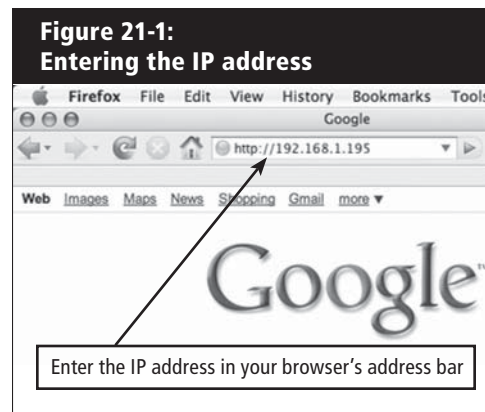 Figure 21-1:
Entering the IP address
Firefox File Edit View History Bookmarks Tools
Google
http://192.168.1.195
Web Images Maps News Shopping Gmail more ▼
Google™
Enter the IP address in your browser’s address bar